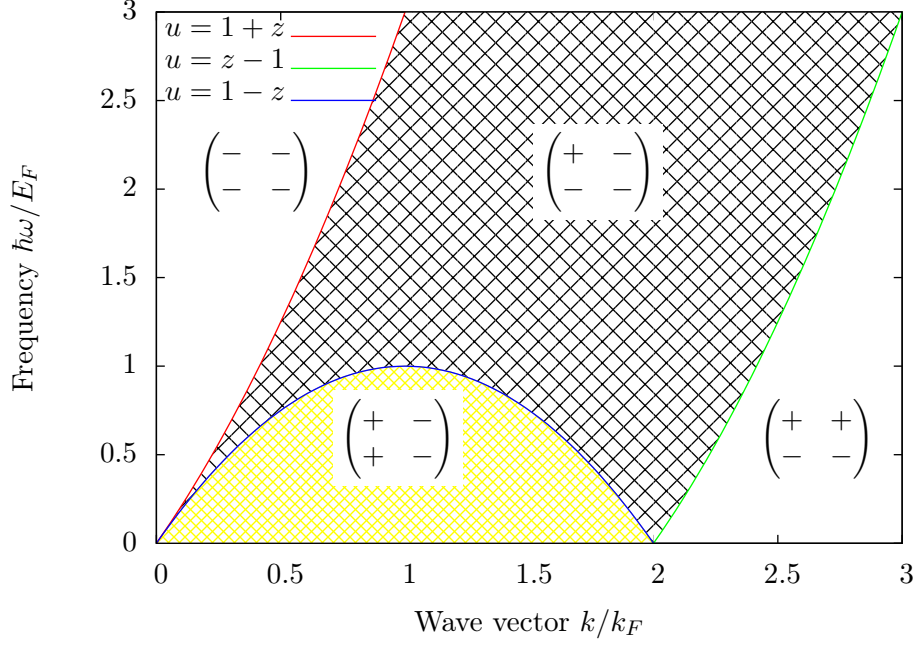 3
u = 1 + z
u = z − 1
u = 1 − z
2.5
2
1.5
1
0.5
0
Frequency ħω/E_F
(− −
− −)
(+ −
− −)
(+ −
+ −)
(+ +
− −)
0 0.5 1 1.5 2 2.5 3
Wave vector k/k_F